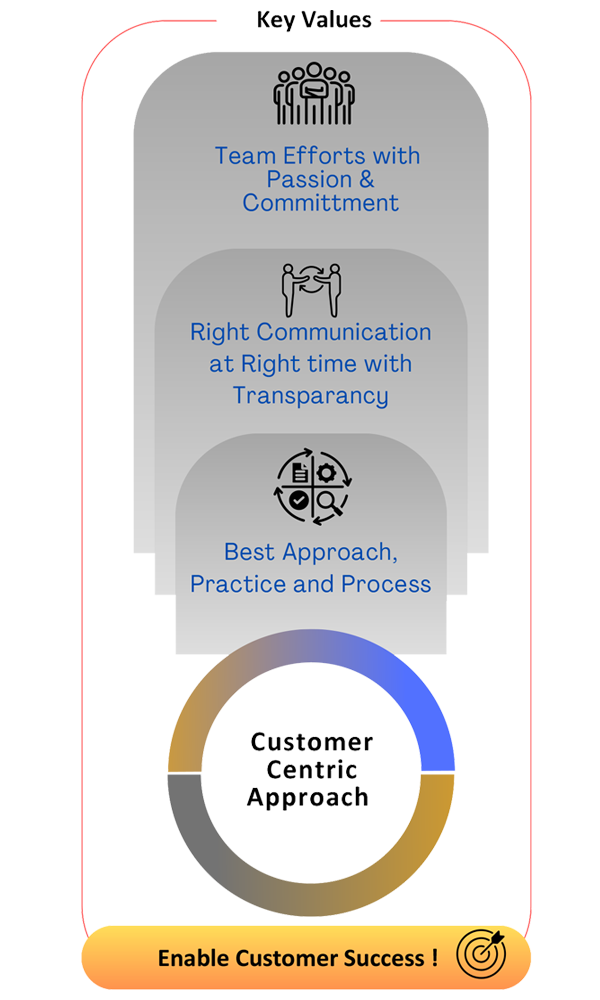 Key Values
Team Efforts with
Passion &
Committment
Right Communication
at Right time with
Transparancy
Best Approach,
Practice and Process
Customer
Centric
Approach
Enable Customer Success !